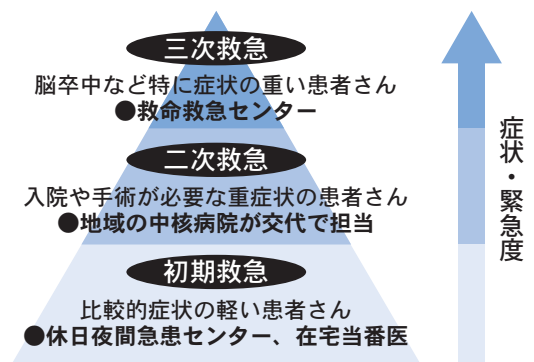 三次救急
脳卒中など特に症状の重い患者さん
●救命救急センター
二次救急
入院や手術が必要な重症状の患者さん
●地域の中核病院が交代で担当
初期救急
比較的症状の軽い患者さん
●休日夜間急患センター、在宅当番医
症状・緊急度